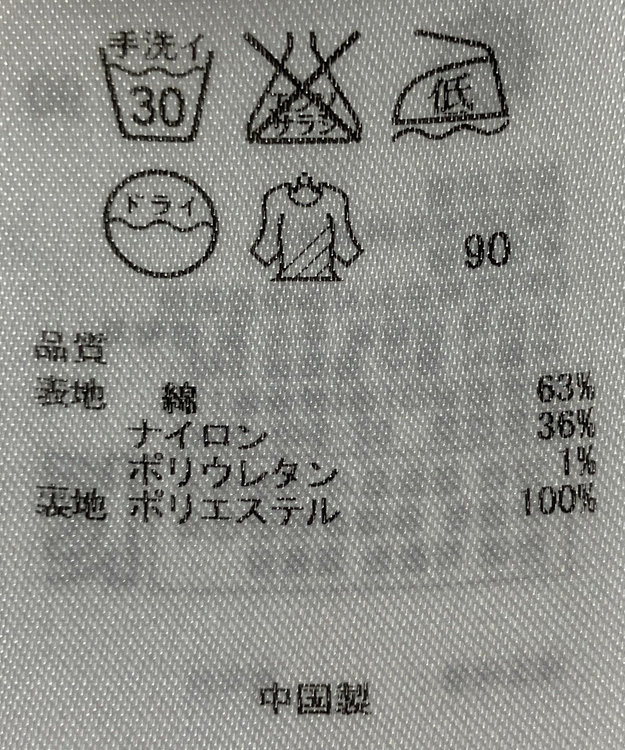 手洗イ
30
エンソ
サラシ
低
ドライ
90
品質
表地 綿 63%
ナイロン 36%
ポリウレタン 1%
表地 ポリエステル 100%
中国製